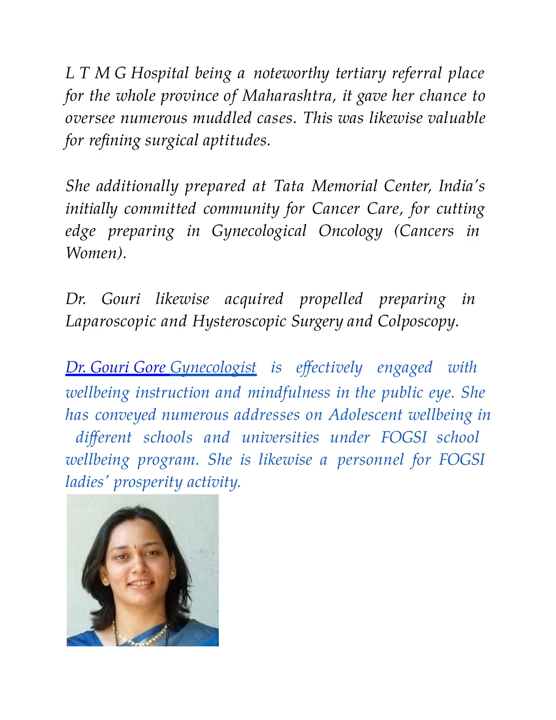 L T M G Hospital being a noteworthy tertiary referral place
for the whole province of Maharashtra, it gave her chance to
oversee numerous muddled cases. This was likewise valuable
for refining surgical aptitudes.
She additionally prepared at Tata Memorial Center, India's
initially committed community for Cancer Care, for cutting
edge preparing in Gynecological Oncology (Cancers in
Women).
Dr. Gouri likewise acquired propelled preparing in
Laparoscopic and Hysteroscopic Surgery and Colposcopy.
Dr. Gouri Gore Gynecologist is effectively engaged with
wellbeing instruction and mindfulness in the public eye. She
has conveyed numerous addresses on Adolescent wellbeing in
different schools and universities under FOGSI school
wellbeing program. She is likewise a personnel for FOGSI
ladies' prosperity activity.